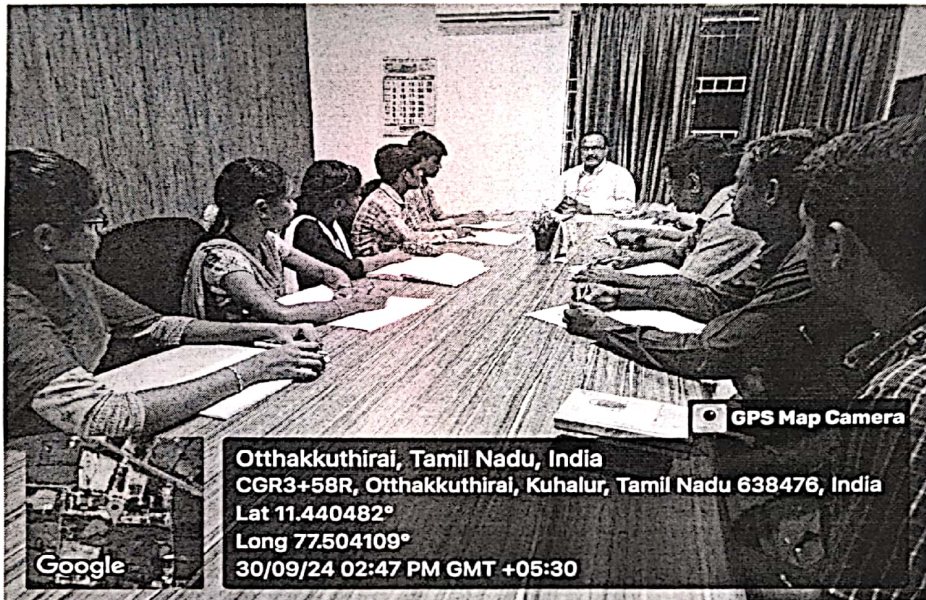 GPS Map Camera
Otthakkuthirai, Tamil Nadu, India
CGR3+58R, Otthakkuthirai, Kuhalur, Tamil Nadu 638476, India
Lat 11.440482°
Long 77.504109°
30/09/24 02:47 PM GMT +05:30
Google